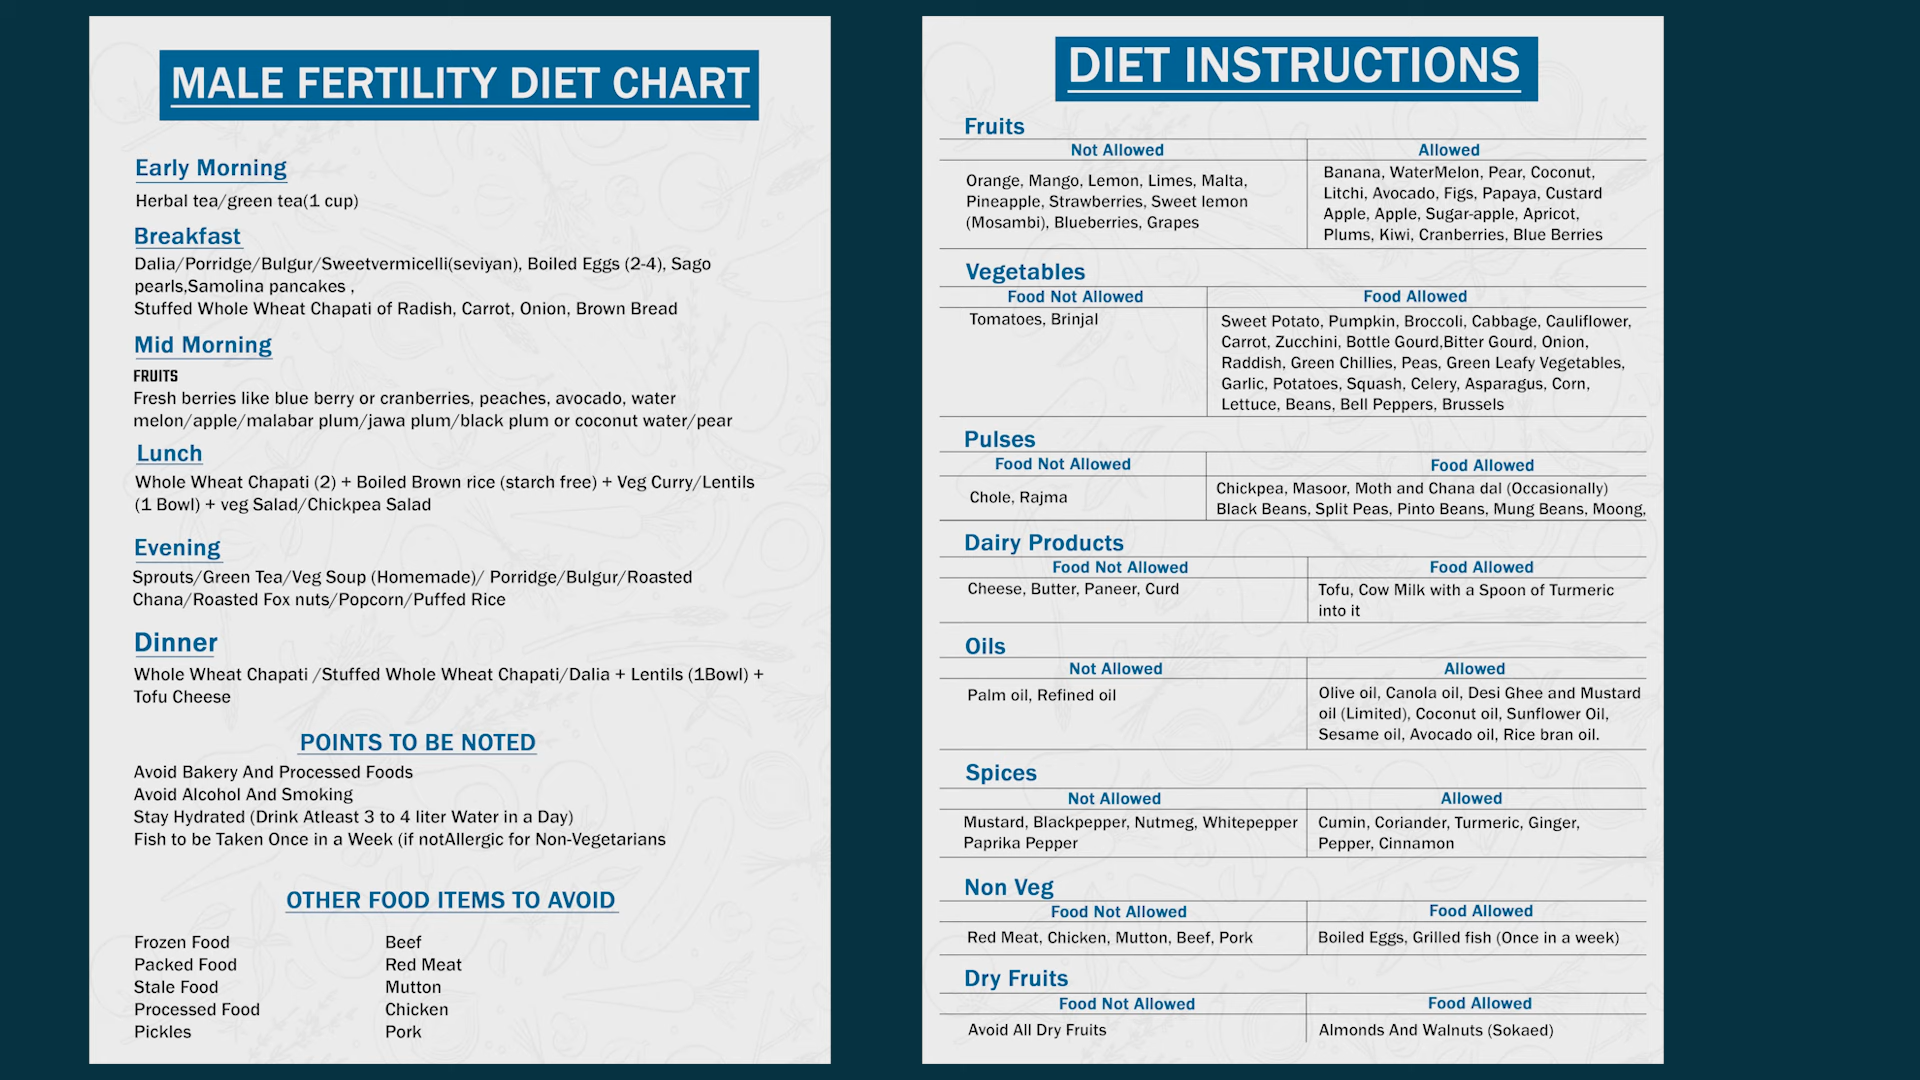 MALE FERTILITY DIET CHART
Early Morning
Herbal tea/green tea(1 cup)
Breakfast
Dalia/Porridge/Bulgur/Sweetvermicelli(seviyan), Boiled Eggs (2-4), Sago
pearls,Samolina pancakes ,
Stuffed Whole Wheat Chapati of Radish, Carrot, Onion, Brown Bread
Mid Morning
FRUITS
Fresh berries like blue berry or cranberries, peaches, avocado, water
melon/apple/malabar plum/jawa plum/black plum or coconut water/pear
Lunch
Whole Wheat Chapati (2) + Boiled Brown rice (starch free) + Veg Curry/Lentils
(1 Bowl) + veg Salad/Chickpea Salad
Evening
Sprouts/Green Tea/Veg Soup (Homemade)/ Porridge/Bulgur/Roasted
Chana/Roasted Fox nuts/Popcorn/Puffed Rice
Dinner
Whole Wheat Chapati /Stuffed Whole Wheat Chapati/Dalia + Lentils (1Bowl) +
Tofu Cheese
POINTS TO BE NOTED
Avoid Bakery And Processed Foods
Avoid Alcohol And Smoking
Stay Hydrated (Drink Atleast 3 to 4 liter Water in a Day)
Fish to be Taken Once in a Week (if notAllergic for Non-Vegetarians
OTHER FOOD ITEMS TO AVOID
Frozen Food
Packed Food
Stale Food
Processed Food
Pickles
Beef
Red Meat
Mutton
Chicken
Pork
DIET INSTRUCTIONS
Fruits
Not Allowed
Orange, Mango, Lemon, Limes, Malta,
Pineapple, Strawberries, Sweet lemon
(Mosambi), Blueberries, Grapes
Allowed
Banana, WaterMelon, Pear, Coconut,
Litchi, Avocado, Figs, Papaya, Custard
Apple, Apple, Sugar-apple, Apricot,
Plums, Kiwi, Cranberries, Blue Berries
Vegetables
Food Not Allowed
Tomatoes, Brinjal
Food Allowed
Sweet Potato, Pumpkin, Broccoli, Cabbage, Cauliflower,
Carrot, Zucchini, Bottle Gourd,Bitter Gourd, Onion,
Raddish, Green Chillies, Peas, Green Leafy Vegetables,
Garlic, Potatoes, Squash, Celery, Asparagus, Corn,
Lettuce, Beans, Bell Peppers, Brussels
Pulses
Food Not Allowed
Chole, Rajma
Food Allowed
Chickpea, Masoor, Moth and Chana dal (Occasionally)
Black Beans, Split Peas, Pinto Beans, Mung Beans, Moong,
Dairy Products
Food Not Allowed
Cheese, Butter, Paneer, Curd
Food Allowed
Tofu, Cow Milk with a Spoon of Turmeric
into it
Oils
Not Allowed
Palm oil, Refined oil
Allowed
Olive oil, Canola oil, Desi Ghee and Mustard
oil (Limited), Coconut oil, Sunflower Oil,
Sesame oil, Avocado oil, Rice bran oil.
Spices
Not Allowed
Mustard, Blackpepper, Nutmeg, Whitepepper
Paprika Pepper
Allowed
Cumin, Coriander, Turmeric, Ginger,
Pepper, Cinnamon
Non Veg
Food Not Allowed
Red Meat, Chicken, Mutton, Beef, Pork
Food Allowed
Boiled Eggs, Grilled fish (Once in a week)
Dry Fruits
Food Not Allowed
Avoid All Dry Fruits
Food Allowed
Almonds And Walnuts (Sokaed)